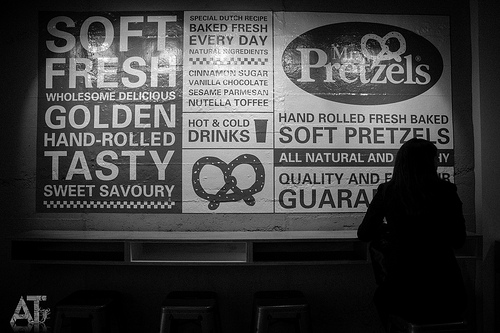 SOFT
FRESH
WHOLESOME DELICIOUS
GOLDEN
HAND-ROLLED
TASTY
SWEET SAVOURY
SPECIAL DUTCH RECIPE
BAKED FRESH
EVERY DAY
NATURAL INGREDIENTS
CINNAMON SUGAR
VANILLA CHOCOLATE
SESAME PARMESAN
NUTELLA TOFFEE
HOT & COLD
DRINKS
Mr
Pretzels
HAND ROLLED FRESH BAKED
SOFT PRETZELS
ALL NATURAL AND
QUALITY AND
GUARA
AT